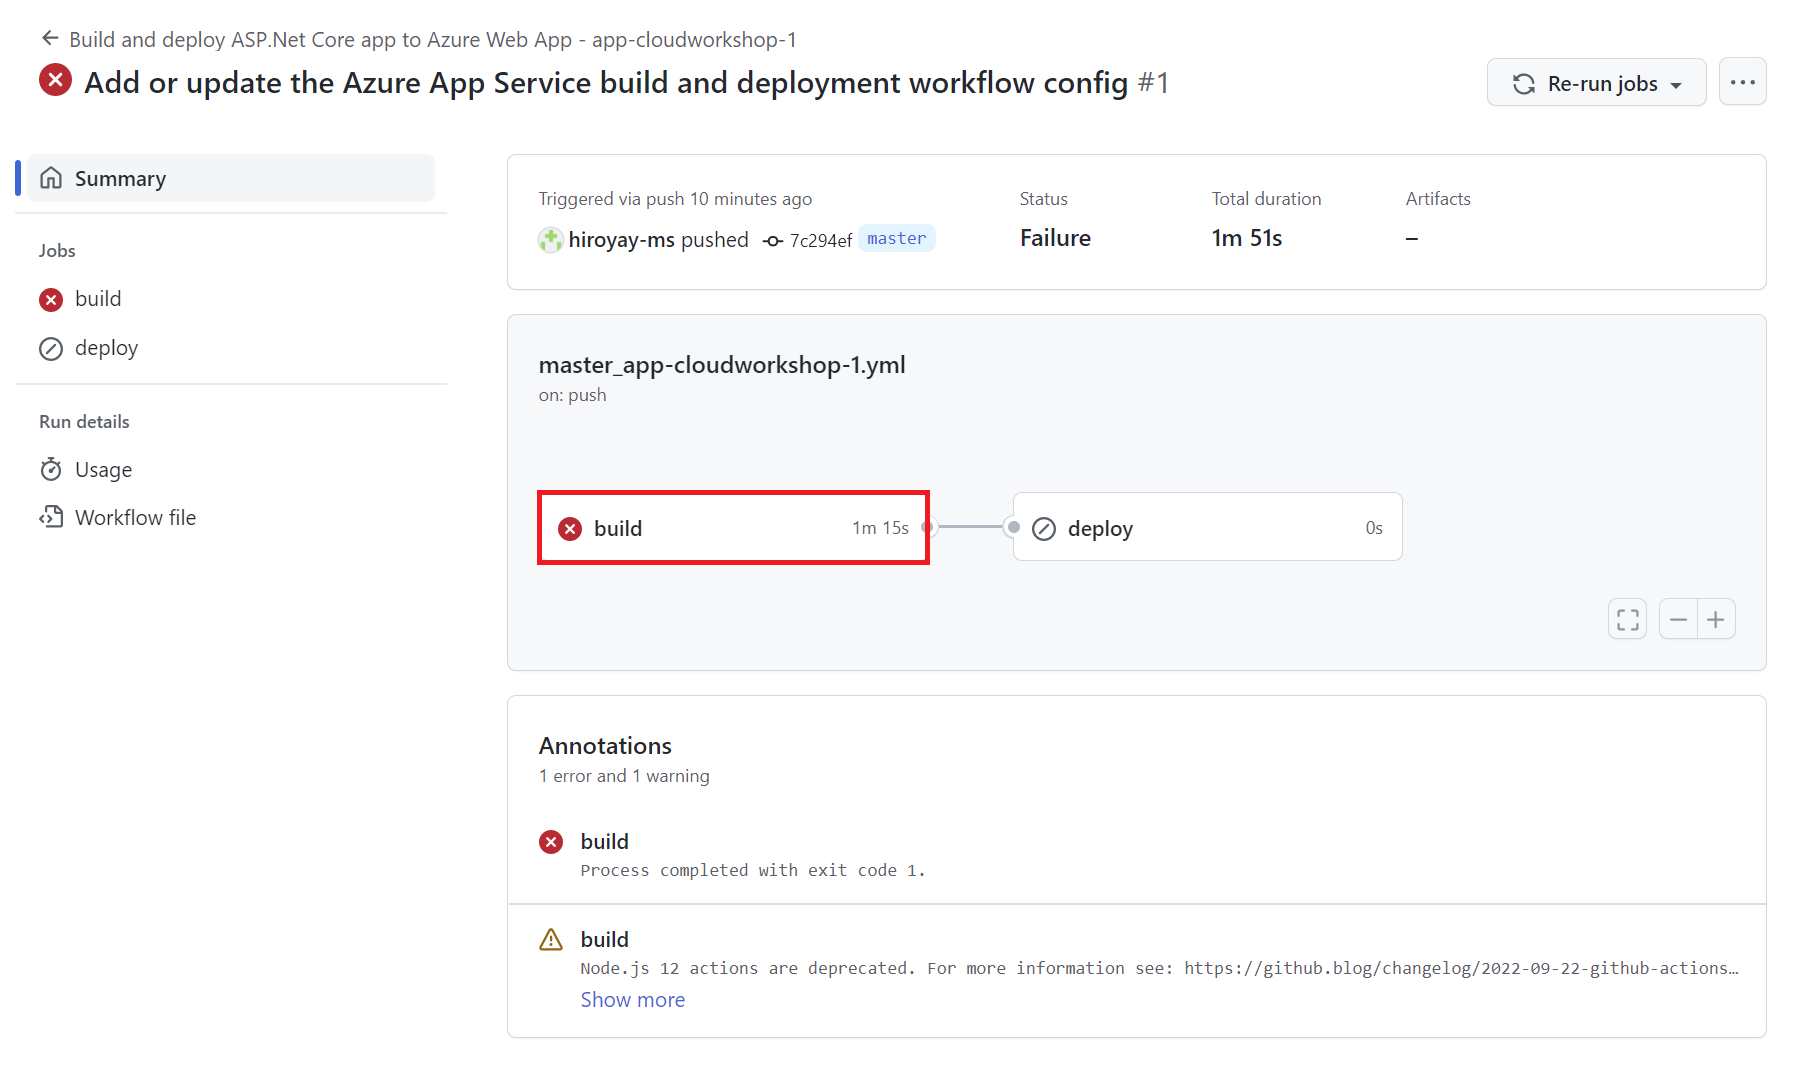 Build and deploy ASP.Net Core app to Azure Web App - app-cloudworkshop-1
Add or update the Azure App Service build and deployment workflow config #1
Re-run jobs
Summary
Jobs
build
deploy
Run details
Usage
Workflow file
Triggered via push 10 minutes ago
hiroyay-ms pushed 7c294ef master
Status
Failure
Total duration
1m 51s
Artifacts
–
master_app-cloudworkshop-1.yml
on: push
build 1m 15s
deploy 0s
Annotations
1 error and 1 warning
build
Process completed with exit code 1.
build
Node.js 12 actions are deprecated. For more information see: https://github.blog/changelog/2022-09-22-github-actions…
Show more